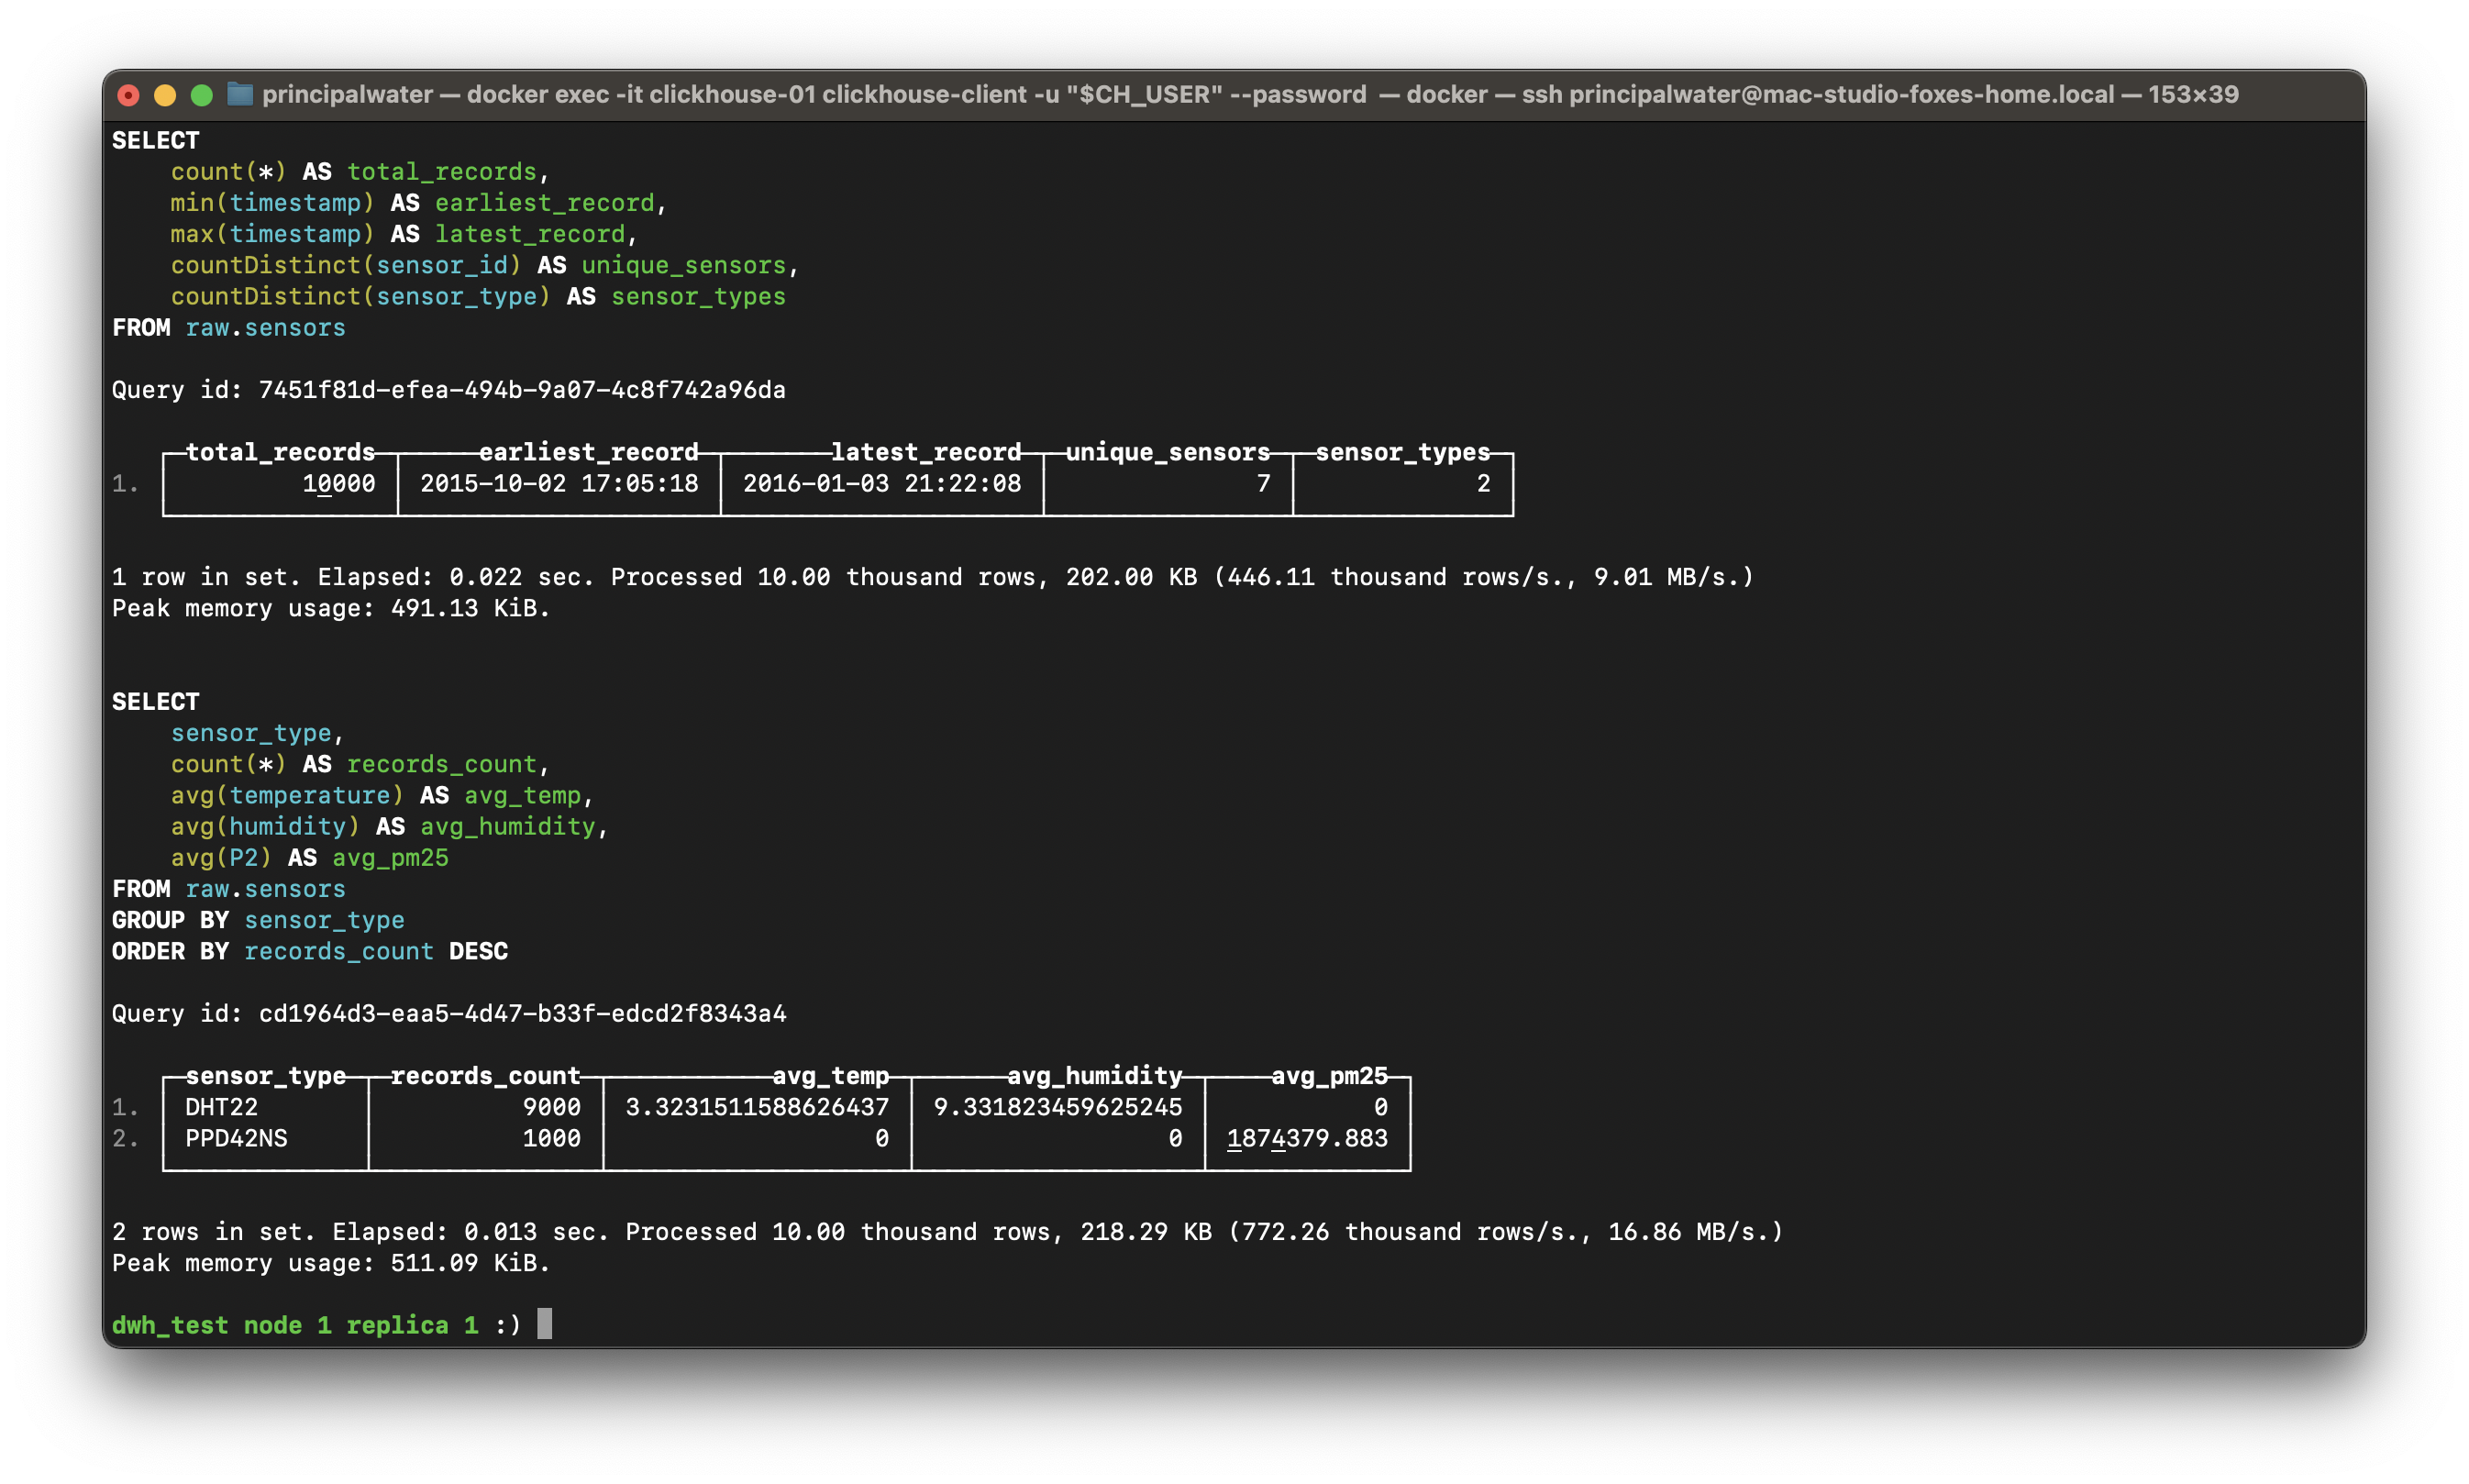 principalwater — docker exec -it clickhouse-01 clickhouse-client -u "$CH_USER" --password — docker — ssh principalwater@mac-studio-foxes-home.local — 153×39
SELECT
    count(*) AS total_records,
    min(timestamp) AS earliest_record,
    max(timestamp) AS latest_record,
    countDistinct(sensor_id) AS unique_sensors,
    countDistinct(sensor_type) AS sensor_types
FROM raw.sensors
Query id: 7451f81d-efea-494b-9a07-4c8f742a96da
total_records earliest_record latest_record unique_sensors sensor_types
1. 10000 2015-10-02 17:05:18 2016-01-03 21:22:08 7 2
1 row in set. Elapsed: 0.022 sec. Processed 10.00 thousand rows, 202.00 KB (446.11 thousand rows/s., 9.01 MB/s.)
Peak memory usage: 491.13 KiB.
SELECT
    sensor_type,
    count(*) AS records_count,
    avg(temperature) AS avg_temp,
    avg(humidity) AS avg_humidity,
    avg(P2) AS avg_pm25
FROM raw.sensors
GROUP BY sensor_type
ORDER BY records_count DESC
Query id: cd1964d3-eaa5-4d47-b33f-edcd2f8343a4
sensor_type records_count avg_temp avg_humidity avg_pm25
1. DHT22 9000 3.3231511588626437 9.331823459625245 0
2. PPD42NS 1000 0 0 1874379.883
2 rows in set. Elapsed: 0.013 sec. Processed 10.00 thousand rows, 218.29 KB (772.26 thousand rows/s., 16.86 MB/s.)
Peak memory usage: 511.09 KiB.
dwh_test node 1 replica 1 :)